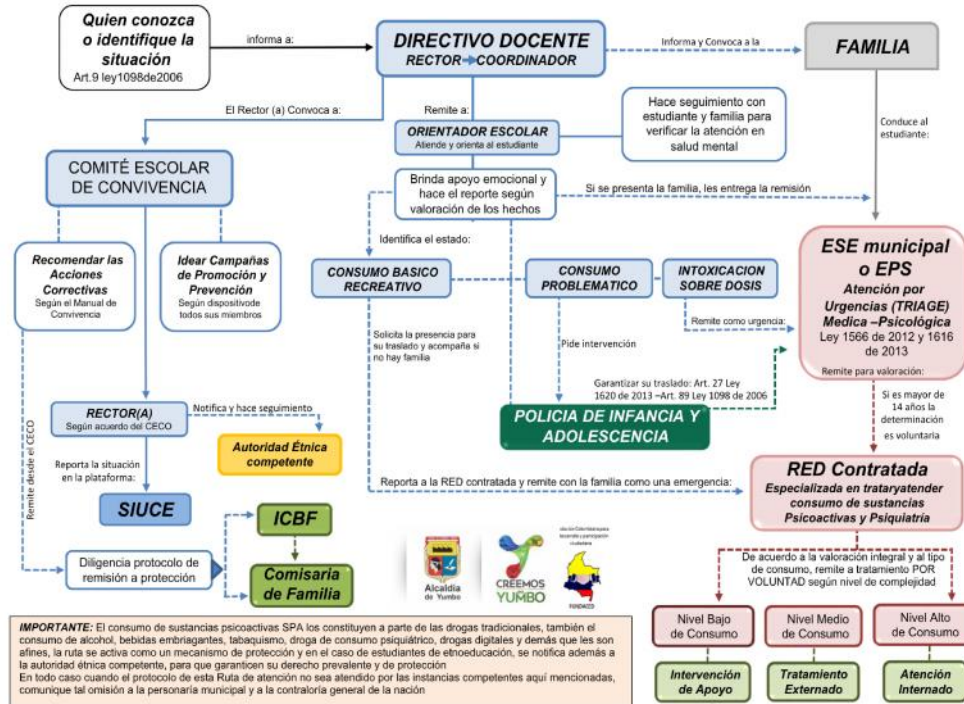 Quien conozca
o identifique la
situación
Art.9 ley1098de2006
informa a:
DIRECTIVO DOCENTE
RECTOR COORDINADOR
Informa y Convoca a la
FAMILIA
El Rector (a) Convoca a:
Remite a:
ORIENTADOR ESCOLAR
Atiende y orienta al estudiante
Hace seguimiento con
estudiante y familia para
verificar la atención en
salud mental
Conduce al
estudiante:
COMITÉ ESCOLAR
DE CONVIVENCIA
Brinda apoyo emocional y
hace el reporte según
valoración de los hechos
Si se presenta la familia, les entrega la remisión
Recomendar las
Acciones
Correctivas
Según el Manual de
Convivencia
Idear Campañas
de Promoción y
Prevención
Según dispositivode
todos sus miembros
Identifica el estado:
CONSUMO BASICO
RECREATIVO
CONSUMO
PROBLEMATICO
INTOXICACION
SOBRE DOSIS
ESE municipal
o EPS
Atención por
Urgencias (TRIAGE)
Medica –Psicológica
Ley 1566 de 2012 y 1616
de 2013
Remite como urgencia:
Solicita la presencia para
su traslado y acompaña si
no hay familia
Pide intervención
Remite para valoración:
Garantizar su traslado: Art. 27 Ley
1620 de 2013 –Art. 89 Ley 1098 de 2006
POLICIA DE INFANCIA Y
ADOLESCENCIA
Si es mayor de
14 años la
determinación
es voluntaria
RECTOR(A)
Según acuerdo del CECO
Notifica y hace seguimiento
Autoridad Étnica
competente
Remite desde el CECO
Reporta la situación
en la plataforma:
SIUCE
Reporta a la RED contratada y remite con la familia como una emergencia:
RED Contratada
Especializada en trataryatender
consumo de sustancias
Psicoactivas y Psiquiatría
ICBF
Diligencia protocolo de
remisión a protección
Comisaria
de Familia
Alcaldía
de Yumbo
CREEMOS
en YUMBO
FUNDACED
De acuerdo a la valoración integral y al tipo
de consumo, remite a tratamiento POR
VOLUNTAD según nivel de complejidad
Nivel Bajo
de Consumo
Nivel Medio
de Consumo
Nivel Alto
de Consumo
Intervención
de Apoyo
Tratamiento
Externado
Atención
Internado
IMPORTANTE: El consumo de sustancias psicoactivas SPA los constituyen a parte de las drogas tradicionales, también el
consumo de alcohol, bebidas embriagantes, tabaquismo, droga de consumo psiquiátrico, drogas digitales y demás que les son
afines, la ruta se activa como un mecanismo de protección y en el caso de estudiantes de etnoeducación, se notifica además a
la autoridad étnica competente, para que garanticen su derecho prevalente y de protección
En todo caso cuando el protocolo de esta Ruta de atención no sea atendido por las instancias competentes aquí mencionadas,
comunique tal omisión a la personaría municipal y a la contraloría general de la nación